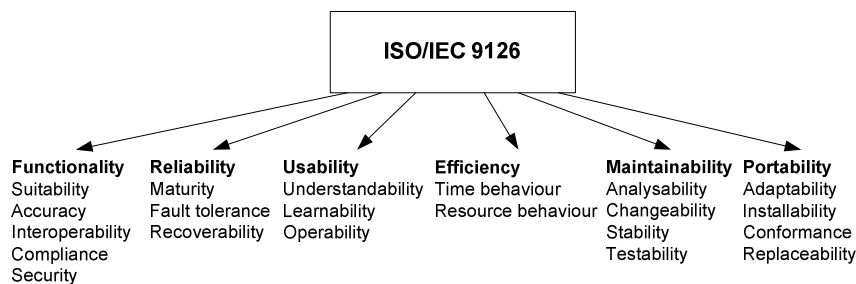 ISO/IEC 9126
Functionality
Suitability
Accuracy
Interoperability
Compliance
Security
Reliability
Maturity
Fault tolerance
Recoverability
Usability
Understandability
Learnability
Operability
Efficiency
Time behaviour
Resource behaviour
Maintainability
Analysability
Changeability
Stability
Testability
Portability
Adaptability
Installability
Conformance
Replaceability